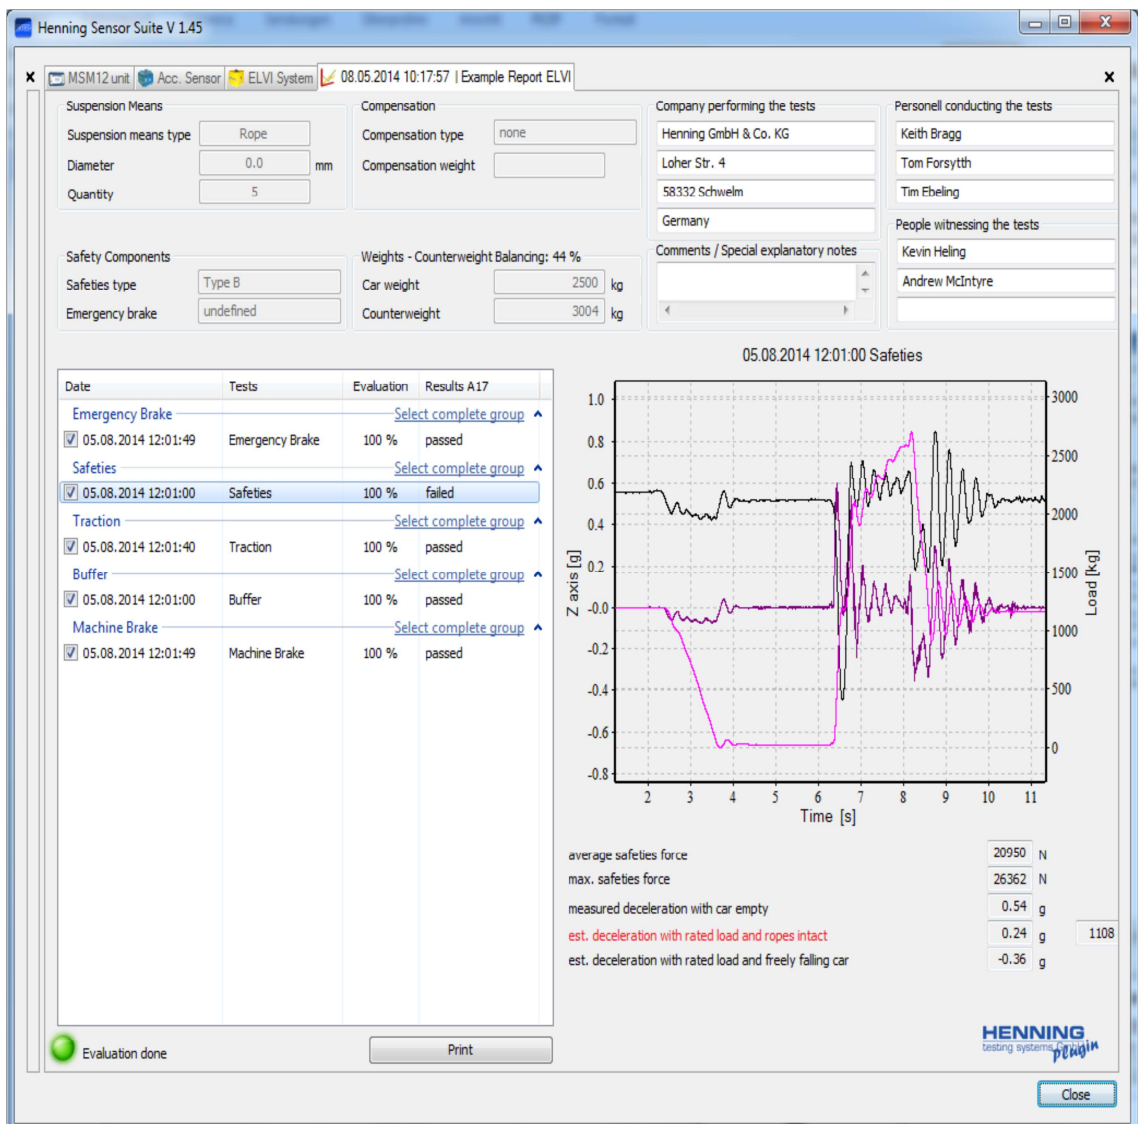 Henning Sensor Suite V 1.45
MSM12 unit
Acc. Sensor
ELVI System
08.05.2014 10:17:57 | Example Report ELVI
Suspension Means
Suspension means type Rope
Diameter 0.0 mm
Quantity 5
Compensation
Compensation type none
Compensation weight
Company performing the tests
Henning GmbH & Co. KG
Loher Str. 4
58332 Schwelm
Germany
Personell conducting the tests
Keith Bragg
Tom Forsytth
Tim Ebeling
People witnessing the tests
Kevin Heling
Andrew McIntyre
Safety Components
Safeties type Type B
Emergency brake undefined
Weights - Counterweight Balancing: 44 %
Car weight 2500 kg
Counterweight 3004 kg
Comments / Special explanatory notes
Date Tests Evaluation Results A17
Emergency Brake Select complete group
05.08.2014 12:01:49 Emergency Brake 100 % passed
Safeties Select complete group
05.08.2014 12:01:00 Safeties 100 % failed
Traction Select complete group
05.08.2014 12:01:40 Traction 100 % passed
Buffer Select complete group
05.08.2014 12:01:00 Buffer 100 % passed
Machine Brake Select complete group
05.08.2014 12:01:49 Machine Brake 100 % passed
05.08.2014 12:01:00 Safeties
Z axis [g]
1.0
0.8
0.6
0.4
0.2
-0.0
-0.2
-0.4
-0.6
-0.8
3000
2500
2000
1500
1000
500
0
Load [kg]
2 3 4 5 6 7 8 9 10 11
Time [s]
average safeties force 20950 N
max. safeties force 26362 N
measured deceleration with car empty 0.54 g
est. deceleration with rated load and ropes intact 0.24 g 1108
est. deceleration with rated load and freely falling car -0.36 g
Evaluation done
Print
HENNING
testing systems
plugin
Close